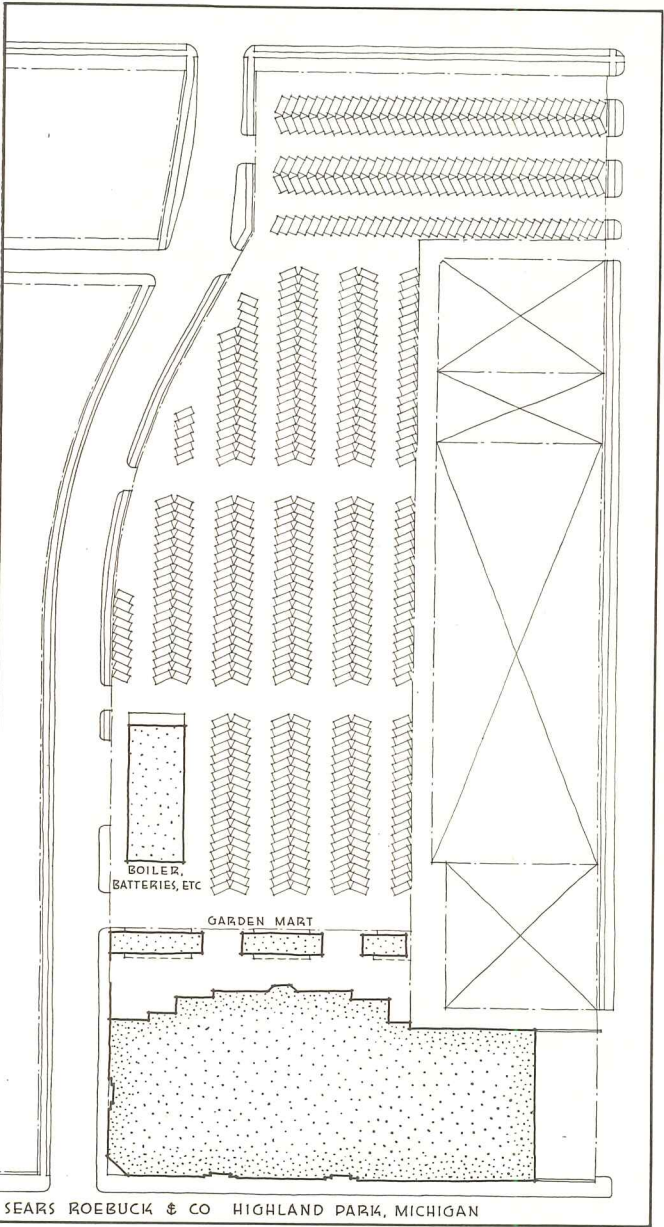 BOILER,
BATTERIES, ETC
GARDEN MART
SEARS ROEBUCK & CO HIGHLAND PARK, MICHIGAN